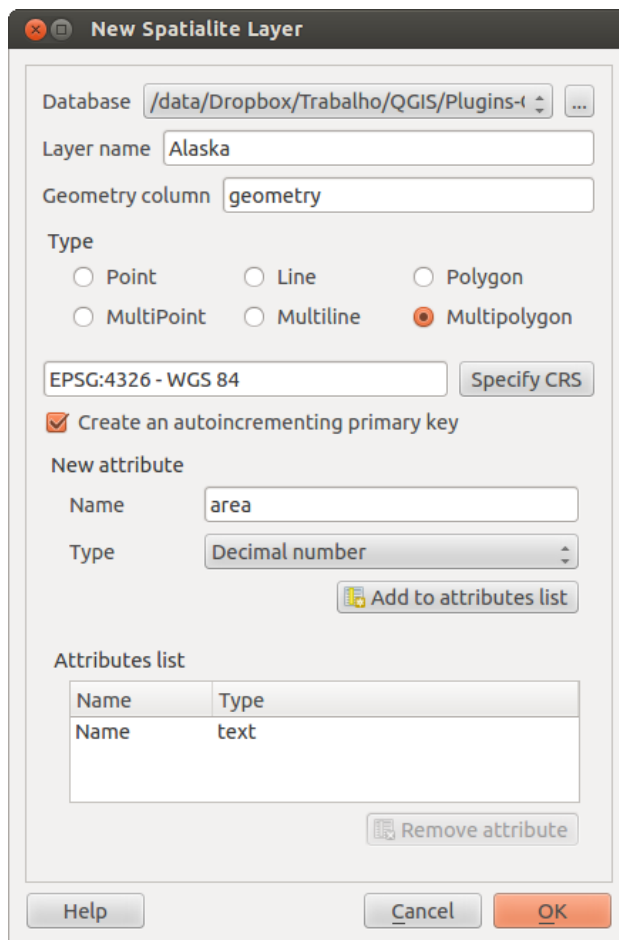 New Spatialite Layer
Database /data/Dropbox/Trabalho/QGIS/Plugins-( ...
Layer name Alaska
Geometry column geometry
Type
Point Line Polygon
MultiPoint Multiline Multipolygon
EPSG:4326 - WGS 84 Specify CRS
Create an autoincrementing primary key
New attribute
Name area
Type Decimal number
Add to attributes list
Attributes list
Name Type
Name text
Remove attribute
Help Cancel OK